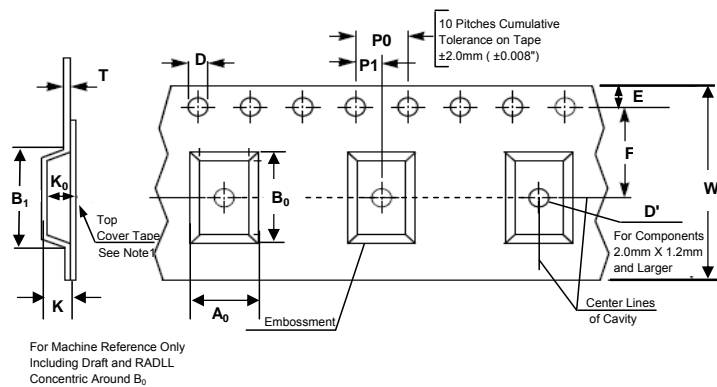 10 Pitches Cumulative
Tolerance on Tape
±2.0mm ( ±0.008")
P0
P1
D
T
E
F
W
B1
K0
B0
Top
Cover Tape
See Note1
D'
For Components
2.0mm X 1.2mm
and Larger
K
A0
Embossment
Center Lines
of Cavity
For Machine Reference Only
Including Draft and RADLL
Concentric Around B0